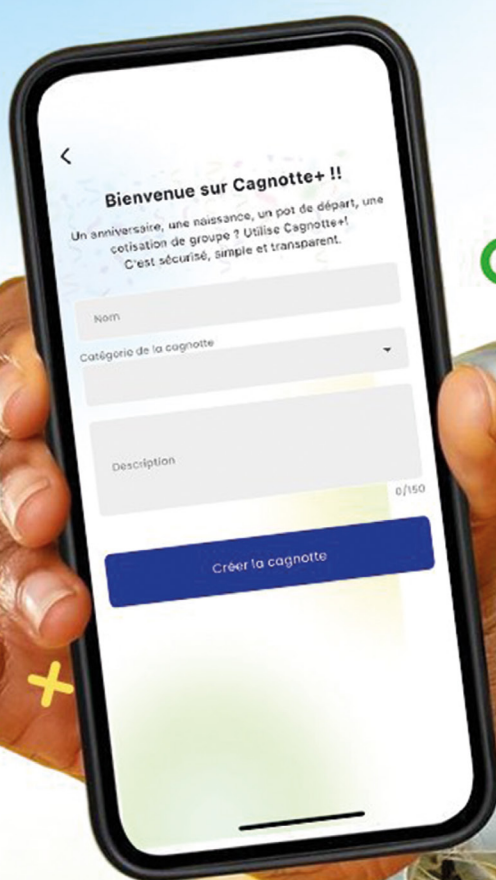 Bienvenue sur Cagnotte+ !!
Un anniversaire, une naissance, un pot de départ, une
cotisation de groupe ? Utilise Cagnotte+!
C'est sécurisé, simple et transparent.
Nom
Catégorie de la cagnotte
Description
0/150
Créer la cagnotte